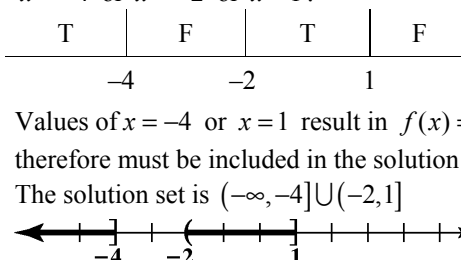 T F T F
−4 −2 1
Values of x = −4 or x = 1 result in f(x) =
therefore must be included in the solution
The solution set is (−∞, −4]∪(−2,1]
−4 −2 1